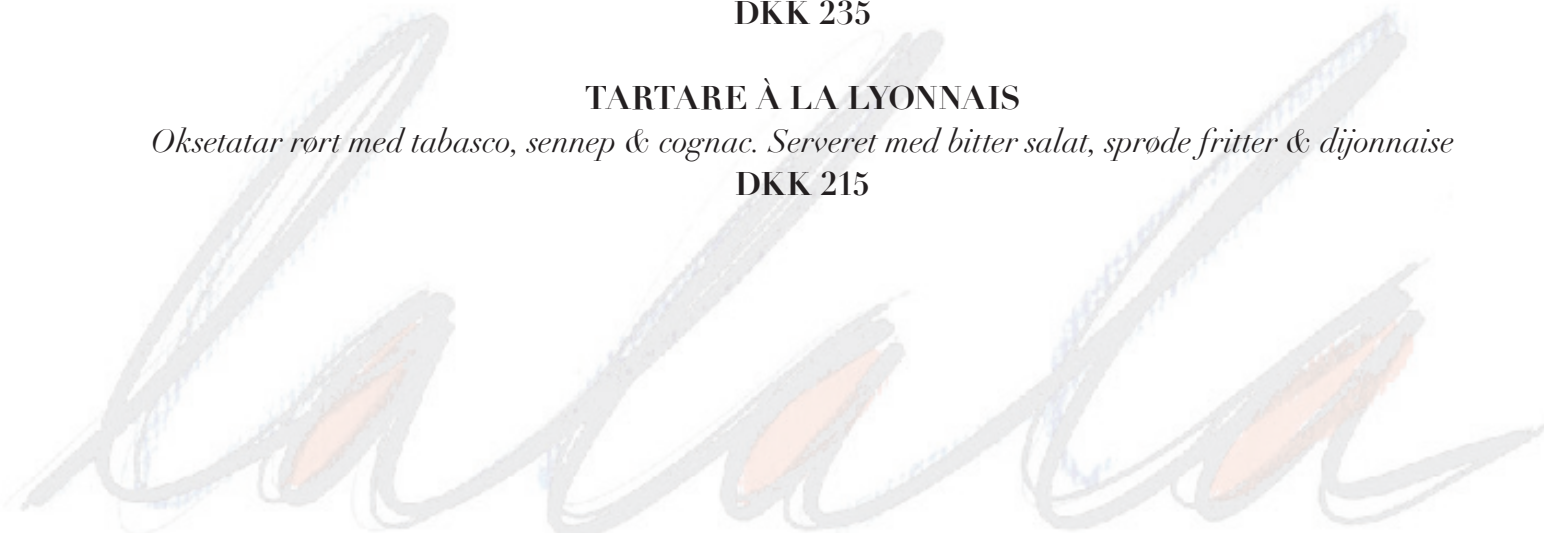 DKK 235
TARTARE À LA LYONNAIS
Oksetatar rørt med tabasco, sennep & cognac. Serveret med bitter salat, sprøde fritter & dijonnaise
DKK 215
lalala